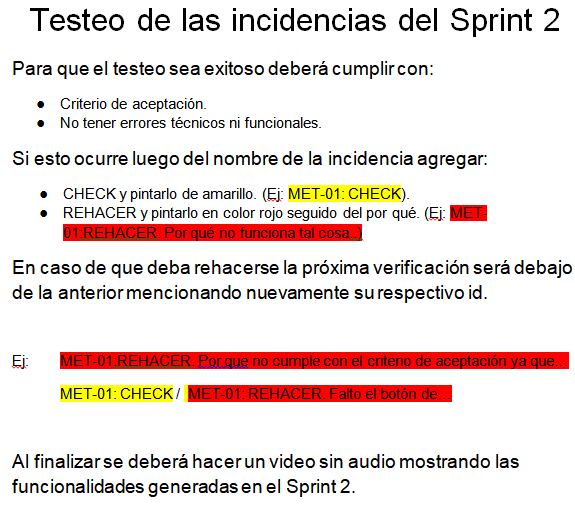 Testeo de las incidencias del Sprint 2
Para que el testeo sea exitoso deberá cumplir con:
● Criterio de aceptación.
● No tener errores técnicos ni funcionales.
Si esto ocurre luego del nombre de la incidencia agregar:
● CHECK y pintarlo de amarillo. (Ej: MET-01: CHECK).
● REHACER y pintarlo en color rojo seguido del por qué. (Ej: MET-
01:REHACER. Por qué no funciona tal cosa..)
En caso de que deba rehacerse la próxima verificación será debajo
de la anterior mencionando nuevamente su respectivo id.
Ej: MET-01:REHACER. Por que no cumple con el criterio de aceptación ya que...
MET-01: CHECK / MET-01: REHACER. Falto el botón de...
Al finalizar se deberá hacer un video sin audio mostrando las
funcionalidades generadas en el Sprint 2.